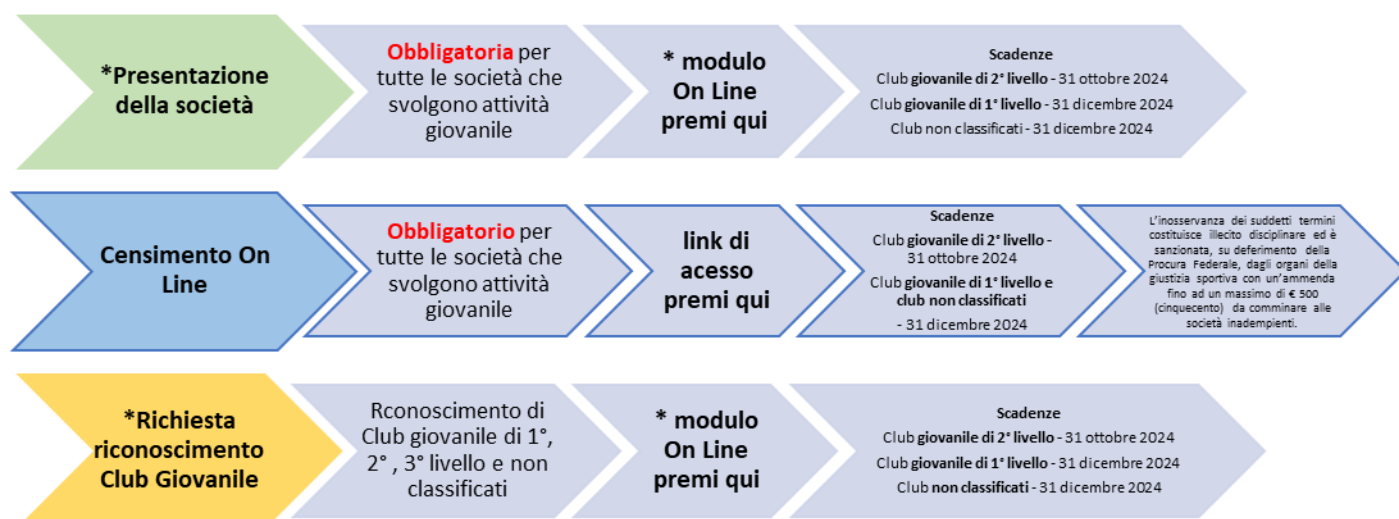 *Presentazione
della società
Obbligatoria per
tutte le società che
svolgono attività
giovanile
* modulo
On Line
premi qui
Scadenze
Club giovanile di 2° livello - 31 ottobre 2024
Club giovanile di 1° livello - 31 dicembre 2024
Club non classificati - 31 dicembre 2024
Censimento On
Line
Obbligatorio per
tutte le società che
svolgono attività
giovanile
link di
acesso
premi qui
Scadenze
Club giovanile di 2° livello -
31 ottobre 2024
Club giovanile di 1° livello e
club non classificati
- 31 dicembre 2024
L'inosservanza dei suddetti termini
costituisce illecito disciplinare ed è
sanzionata, su deferimento della
Procura Federale, dagli organi della
giustizia sportiva con un'ammenda
fino ad un massimo di € 500
(cinquecento) da comminare alle
società inadempienti.
*Richiesta
riconoscimento
Club Giovanile
Rconoscimento di
Club giovanile di 1°,
2° , 3° livello e non
classificati
* modulo
On Line
premi qui
Scadenze
Club giovanile di 2° livello - 31 ottobre 2024
Club giovanile di 1° livello - 31 dicembre 2024
Club non classificati - 31 dicembre 2024